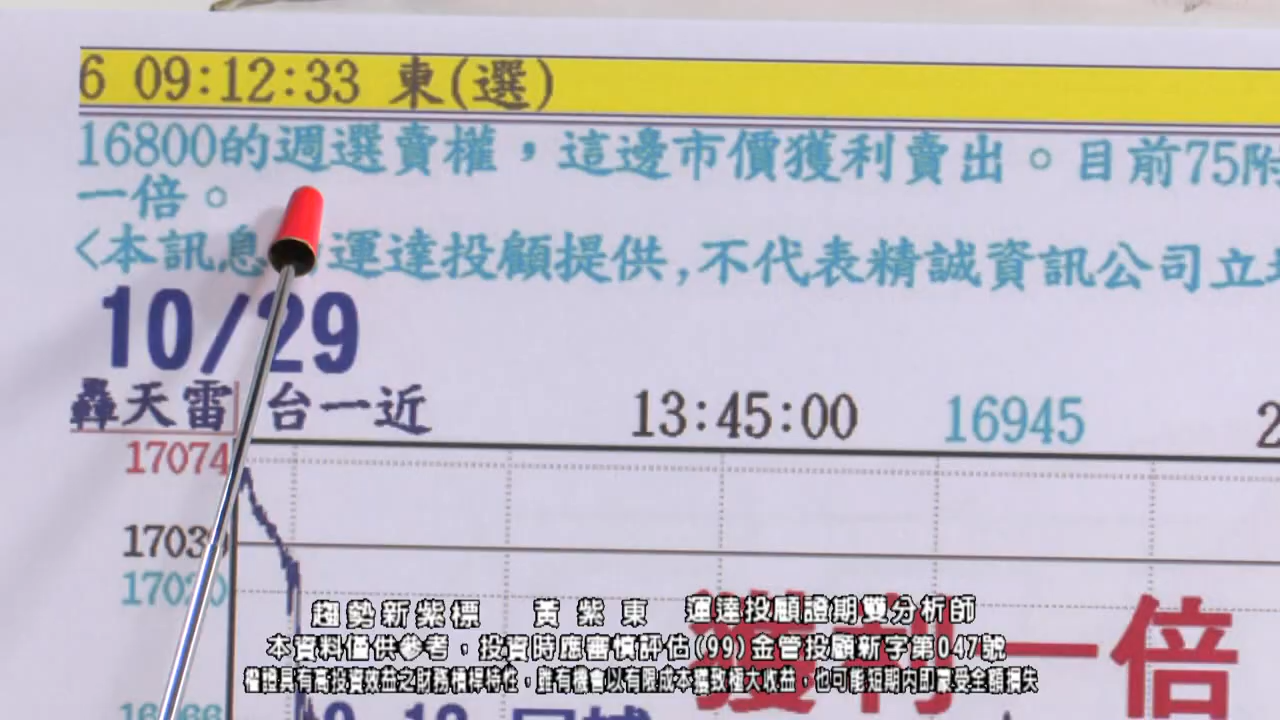 6 09:12:33 東(選)
16800的週選賣權，這邊市價獲利賣出。目前75附
一倍。
<本訊息 運達投顧提供,不代表精誠資訊公司立
10/29
轟天雷 台一近 13:45:00 16945 2
17074
17039
17020
獲利一倍
趨勢新紫標 黃紫東 運達投顧證期雙分析師
本資料僅供參考，投資時應審慎評估(99)金管投顧新字第047號
權證具有高投資效益之財務槓桿特性，雖有機會以有限成本獲致極大收益，也可能短期內即蒙受全額損失